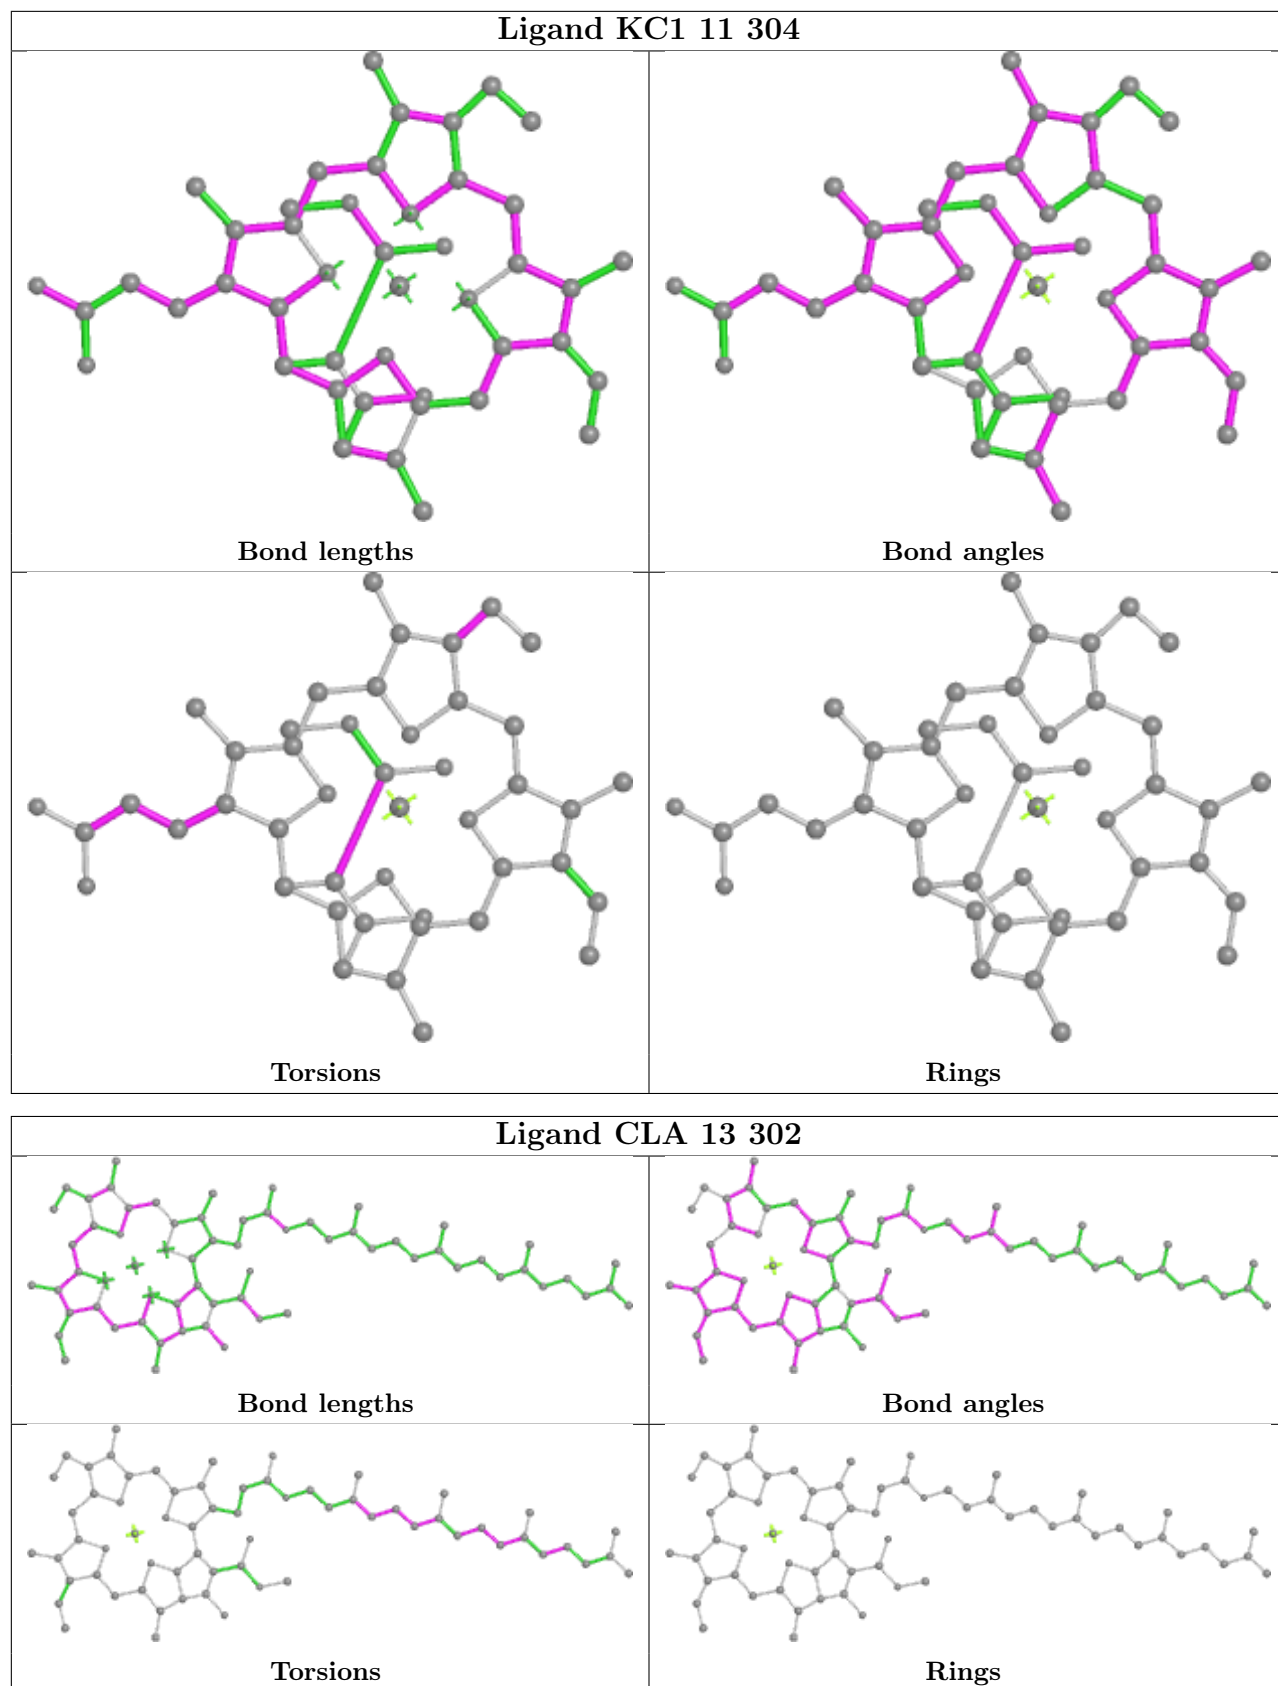 Ligand KC1 11 304
Bond lengths
Bond angles
Torsions
Rings
Ligand CLA 13 302
Bond lengths
Bond angles
Torsions
Rings